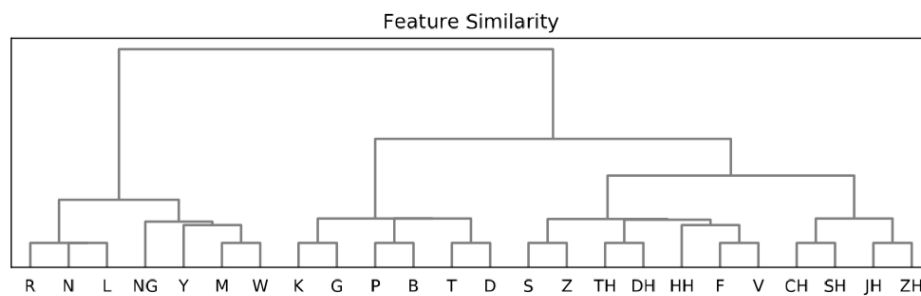 Feature Similarity
R N L NG Y M W K G P B T D S Z TH DH HH F V CH SH JH ZH